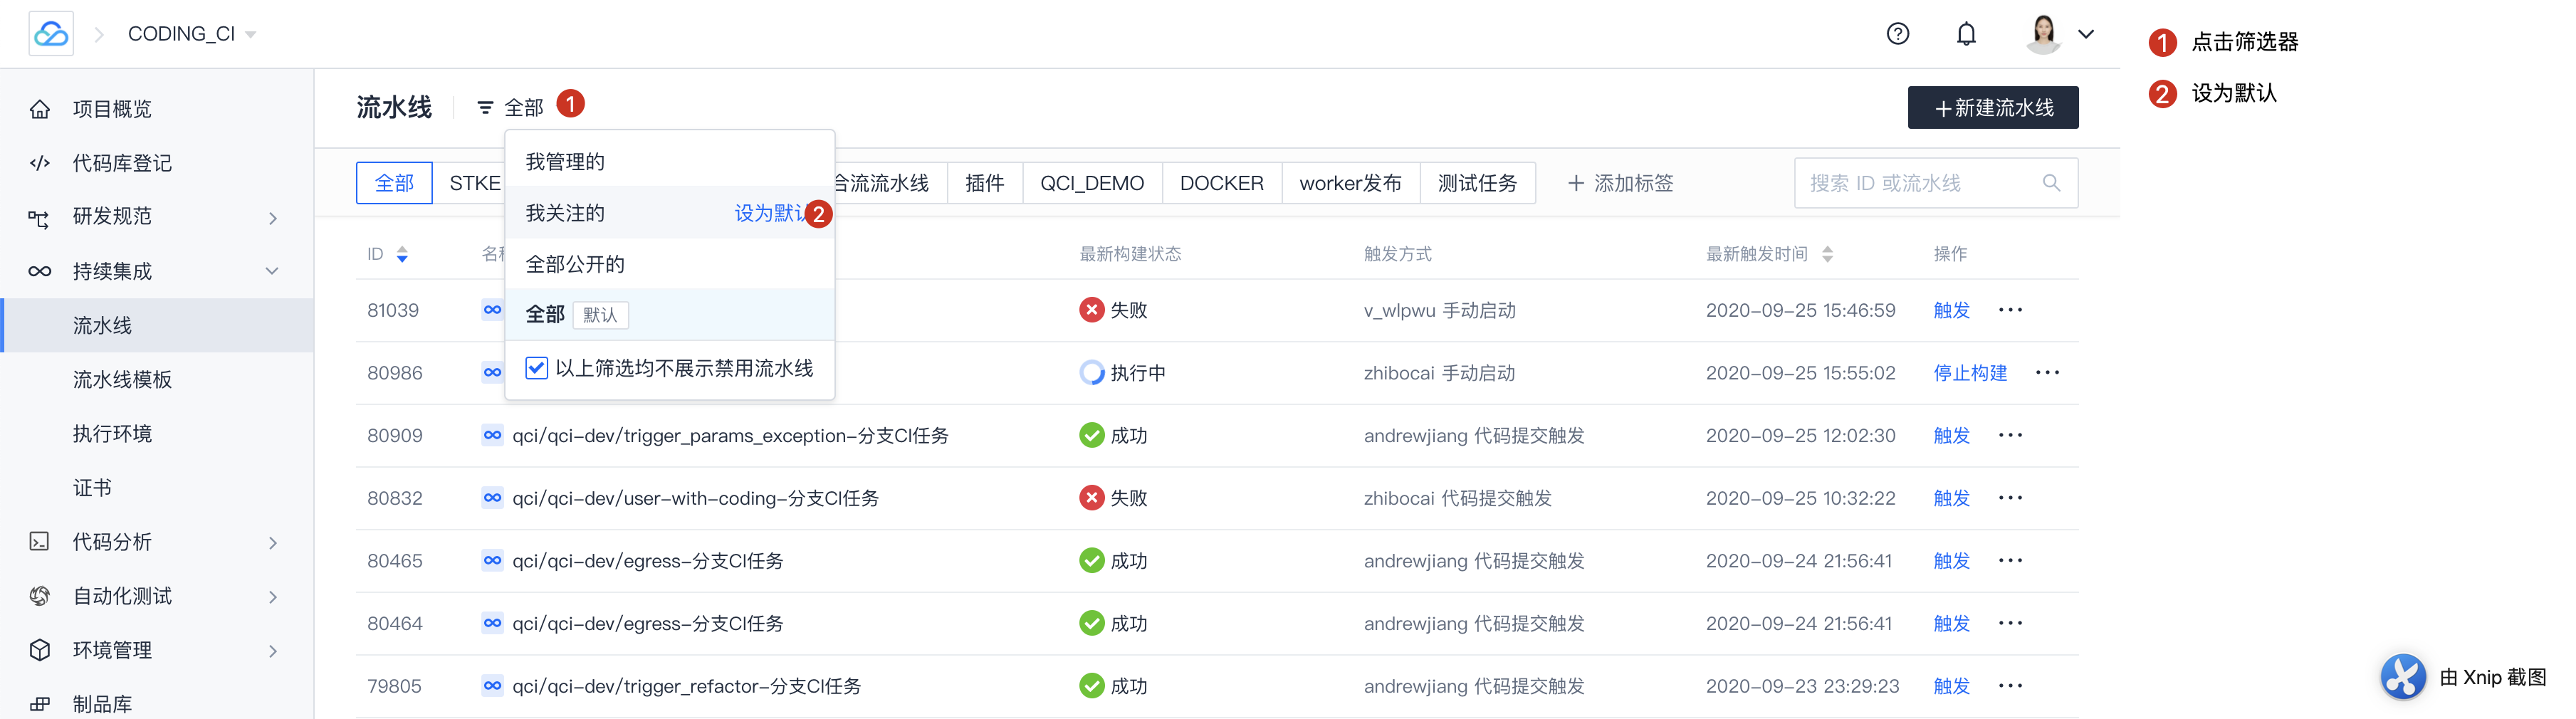 CODING_CI
1 点击筛选器
2 设为默认
项目概览
代码库登记
研发规范
持续集成
流水线
流水线模板
执行环境
证书
代码分析
自动化测试
环境管理
制品库
流水线 全部 1
+新建流水线
我管理的
我关注的 设为默认 2
全部公开的
全部 默认
以上筛选均不展示禁用流水线
全部 STKE 合流流水线 插件 QCI_DEMO DOCKER worker发布 测试任务 + 添加标签 搜索 ID 或流水线
ID 名称 最新构建状态 触发方式 最新触发时间 操作
81039 失败 v_wlpwu 手动启动 2020-09-25 15:46:59 触发 ···
80986 执行中 zhibocai 手动启动 2020-09-25 15:55:02 停止构建 ···
80909 qci/qci-dev/trigger_params_exception-分支CI任务 成功 andrewjiang 代码提交触发 2020-09-25 12:02:30 触发 ···
80832 qci/qci-dev/user-with-coding-分支CI任务 失败 zhibocai 代码提交触发 2020-09-25 10:32:22 触发 ···
80465 qci/qci-dev/egress-分支CI任务 成功 andrewjiang 代码提交触发 2020-09-24 21:56:41 触发 ···
80464 qci/qci-dev/egress-分支CI任务 成功 andrewjiang 代码提交触发 2020-09-24 21:56:41 触发 ···
79805 qci/qci-dev/trigger_refactor-分支CI任务 成功 andrewjiang 代码提交触发 2020-09-23 23:29:23 触发 ···
由 Xnip 截图